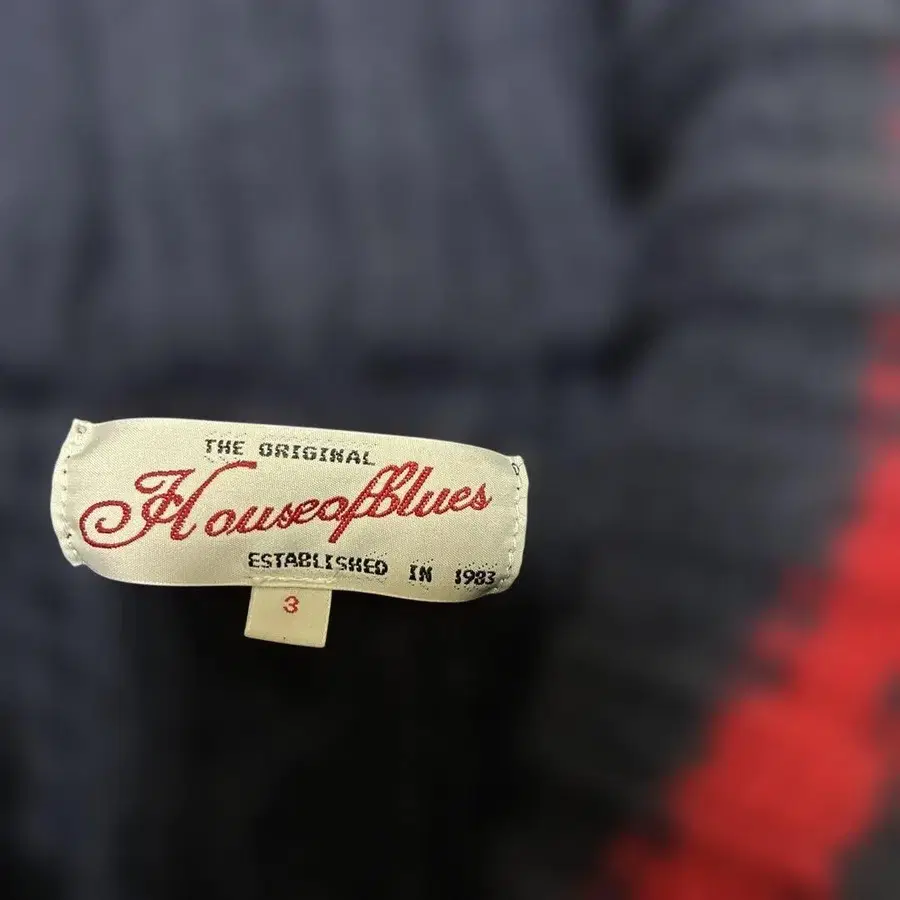 THE ORIGINAL
HouseofBlues
ESTABLISHED IN 1983
3